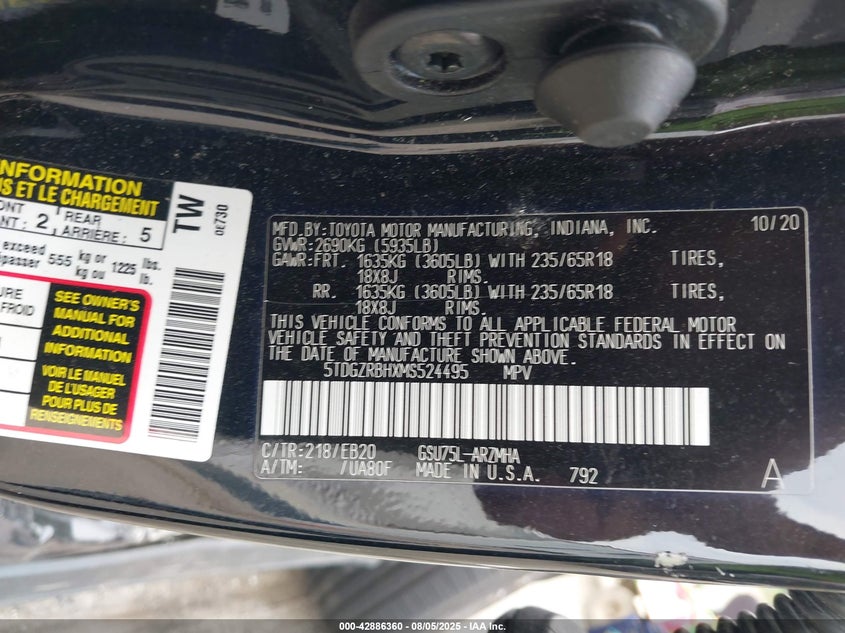 INFORMATION
US ET LE CHARGEMENT
ONT
ANT: 2
REAR
ARRIÈRE: 5
exceed
passer 555 kg or kg ou 1225 lbs. lb.
URE
FROID
SEE OWNER'S
MANUAL FOR
ADDITIONAL
INFORMATION
VOIR LE MANUEL
DE L'USAGER
POUR PLUS DE
RENSEIGNEMENTS
TW
0E730
MFD.BY:TOYOTA MOTOR MANUFACTURING, INDIANA, INC. 10/20
GVWR:2690KG (5935LB)
GAWR:FRT. 1635KG (3605LB) WITH 235/65R18 TIRES,
18X8J RIMS.
RR. 1635KG (3605LB) WITH 235/65R18 TIRES,
18X8J RIMS.
THIS VEHICLE CONFORMS TO ALL APPLICABLE FEDERAL MOTOR
VEHICLE SAFETY AND THEFT PREVENTION STANDARDS IN EFFECT ON
THE DATE OF MANUFACTURE SHOWN ABOVE.
5TDGZRBHXMS524495 MPV
C/TR:218/EB20 GSU75L-ARZMHA
A/TM: /UA80F MADE IN U.S.A. 792 A
000-42886360 - 08/05/2025 - Copyright IAA, Inc.